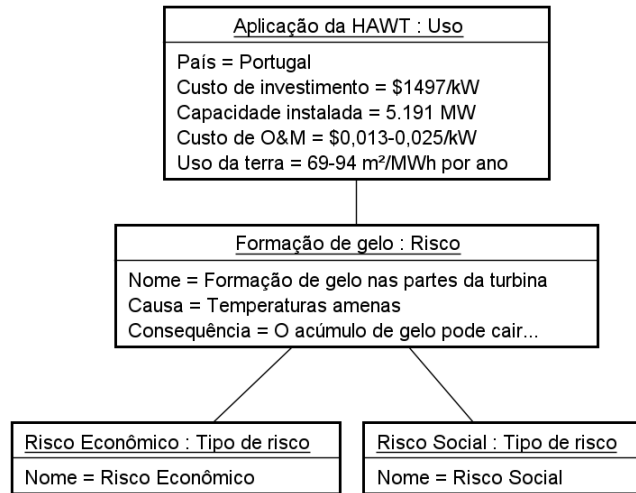 Aplicação da HAWT : Uso
País = Portugal
Custo de investimento = $1497/kW
Capacidade instalada = 5.191 MW
Custo de O&M = $0,013-0,025/kW
Uso da terra = 69-94 m²/MWh por ano
Formação de gelo : Risco
Nome = Formação de gelo nas partes da turbina
Causa = Temperaturas amenas
Consequência = O acúmulo de gelo pode cair...
Risco Econômico : Tipo de risco
Nome = Risco Econômico
Risco Social : Tipo de risco
Nome = Risco Social